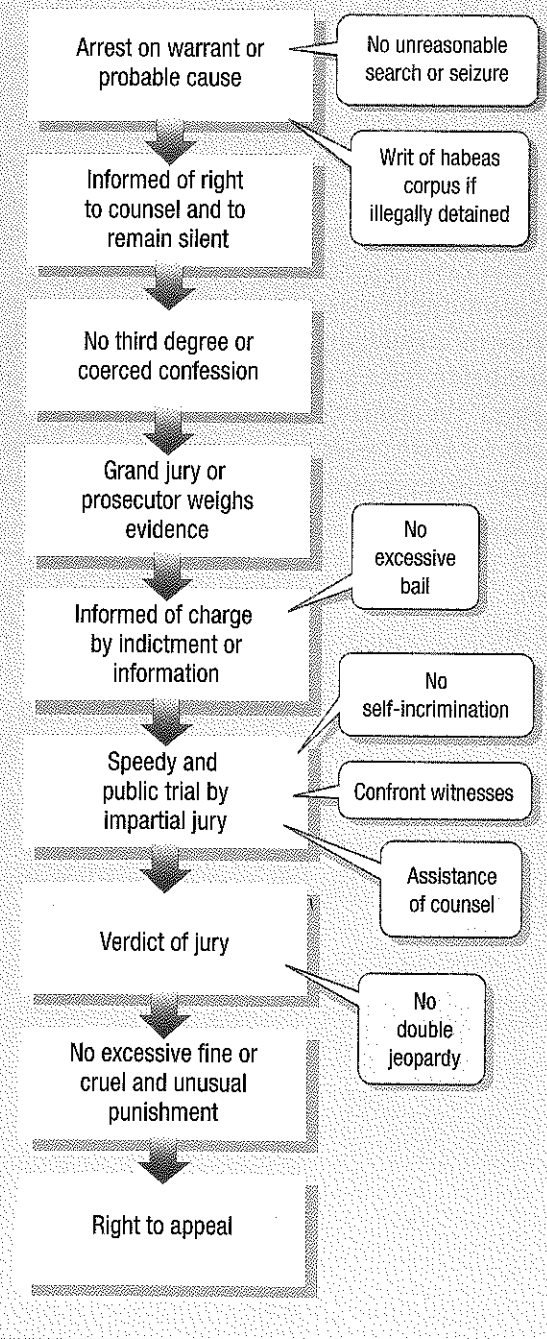 Arrest on warrant or
probable cause
No unreasonable
search or seizure
Writ of habeas
corpus if
illegally detained
Informed of right
to counsel and to
remain silent
No third degree or
coerced confession
Grand jury or
prosecutor weighs
evidence
No
excessive
bail
Informed of charge
by indictment or
information
No
self-incrimination
Speedy and
public trial by
impartial jury
Confront witnesses
Assistance
of counsel
Verdict of jury
No
double
jeopardy
No excessive fine or
cruel and unusual
punishment
Right to appeal